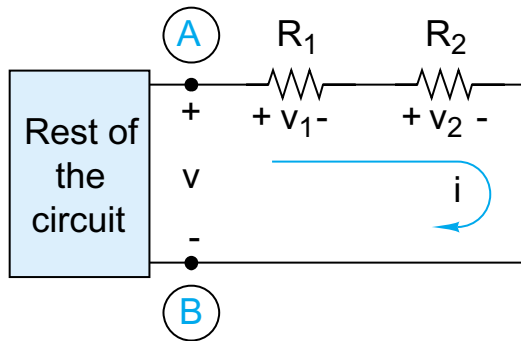 A
R1 R2
+ + v1 - + v2 -
Rest of
the
circuit
v
i
-
B